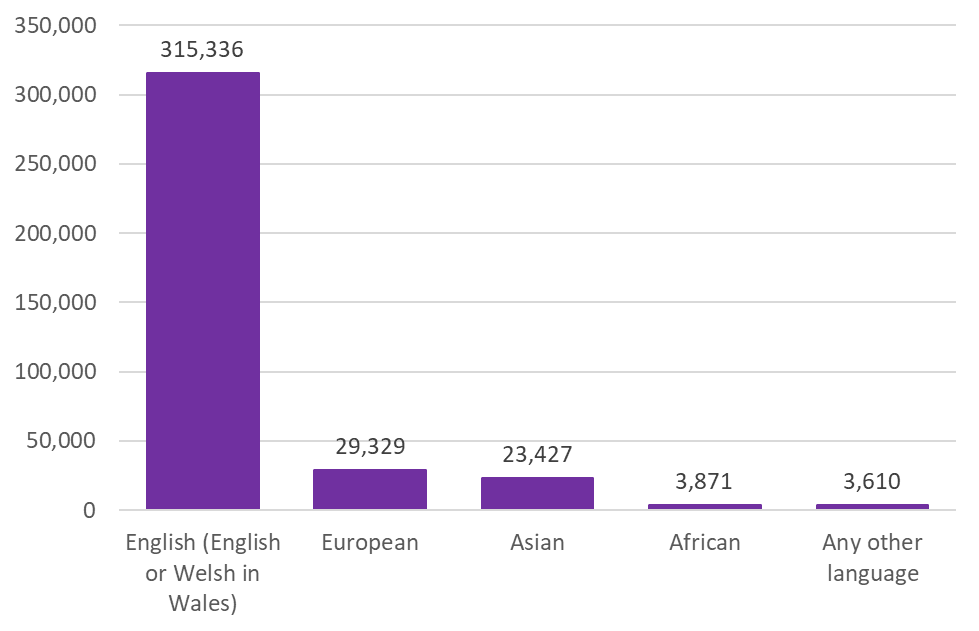 350,000
315,336
300,000
250,000
200,000
150,000
100,000
50,000
29,329
23,427
3,871
3,610
0
English (English
or Welsh in
Wales)
European
Asian
African
Any other
language